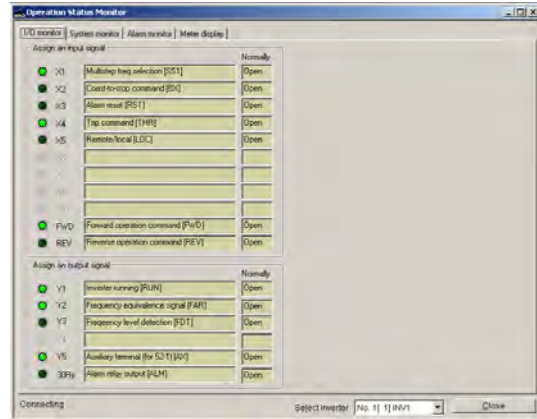 Operation Status Monitor
I/O monitor System monitor Alarm monitor Meter display
Assign an input signal
Normally
X1 Multistep freq. selection [SS1] Open
X2 Coast-to-stop command [BX] Open
X3 Alarm reset [RST] Open
X4 Trip command [THR] Open
X5 Remote/local [LOC] Open
FWD Forward operation command [FWD] Open
REV Reverse operation command [REV] Open
Assign an output signal
Normally
Y1 Inverter running [RUN] Open
Y2 Frequency equivalence signal [FAR] Open
Frequency level detection [FDT] Open
Y5 Auxiliary terminal (for 52-1) [AX] Open
30Ry Alarm relay output [ALM] Open
Connecting
Select inverter No. 1[ 1] INV1 Close